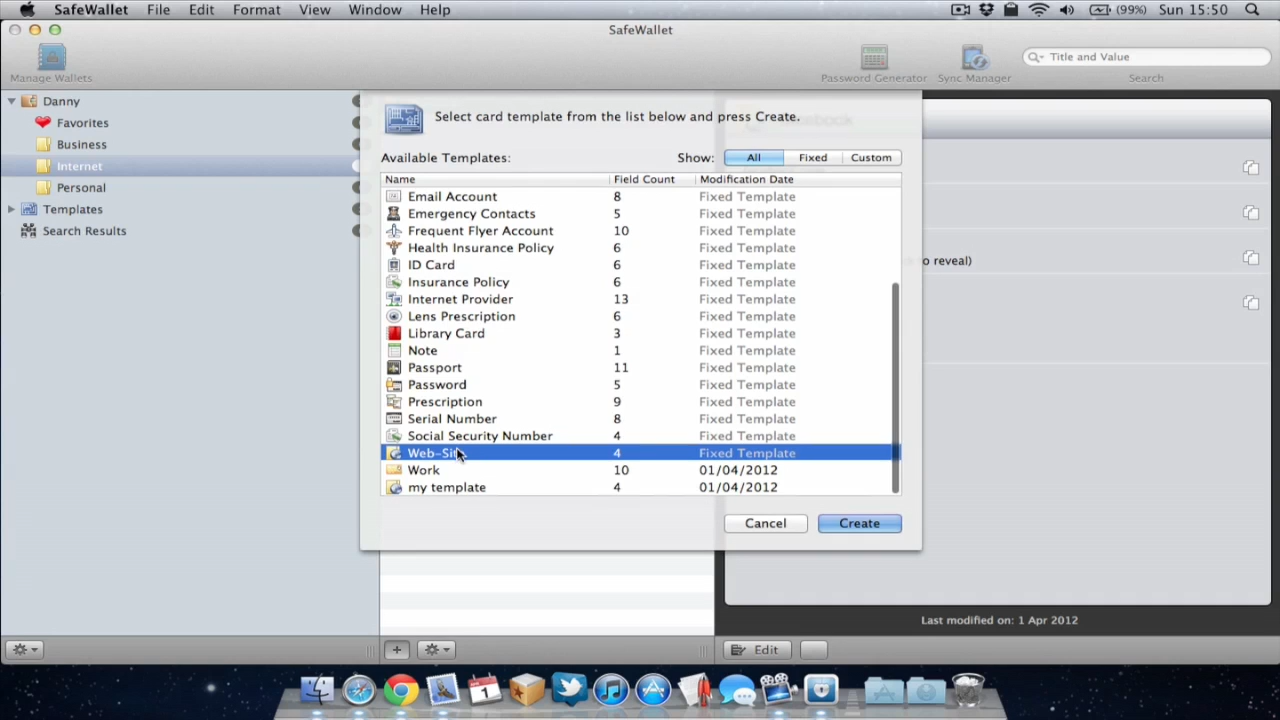 SafeWallet File Edit Format View Window Help (99%) Sun 15:50
SafeWallet
Manage Wallets Password Generator Sync Manager Title and Value Search
Danny
Favorites
Business
Internet
Personal
Templates
Search Results
Select card template from the list below and press Create.
Available Templates: Show: All Fixed Custom
Name Field Count Modification Date
Email Account 8 Fixed Template
Emergency Contacts 5 Fixed Template
Frequent Flyer Account 10 Fixed Template
Health Insurance Policy 6 Fixed Template
ID Card 6 Fixed Template
Insurance Policy 6 Fixed Template
Internet Provider 13 Fixed Template
Lens Prescription 6 Fixed Template
Library Card 3 Fixed Template
Note 1 Fixed Template
Passport 11 Fixed Template
Password 5 Fixed Template
Prescription 9 Fixed Template
Serial Number 8 Fixed Template
Social Security Number 4 Fixed Template
Web-Site 4 Fixed Template
Work 10 01/04/2012
my template 4 01/04/2012
Cancel Create
o reveal)
Last modified on: 1 Apr 2012
Edit
1